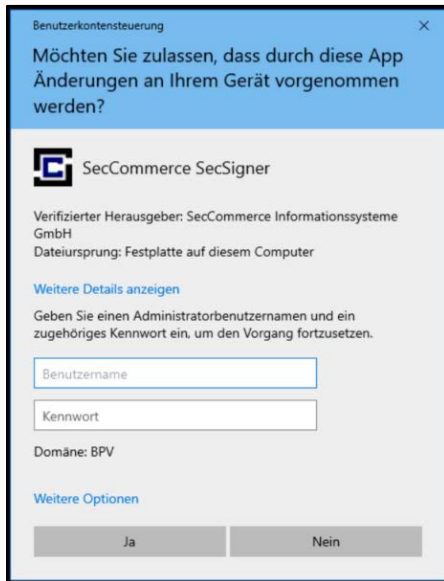 Benutzerkontensteuerung
Möchten Sie zulassen, dass durch diese App
Änderungen an Ihrem Gerät vorgenommen
werden?
SecCommerce SecSigner
Verifizierter Herausgeber: SecCommerce Informationssysteme
GmbH
Dateiursprung: Festplatte auf diesem Computer
Weitere Details anzeigen
Geben Sie einen Administratorbenutzernamen und ein
zugehöriges Kennwort ein, um den Vorgang fortzusetzen.
Benutzername
Kennwort
Domäne: BPV
Weitere Optionen
Ja Nein